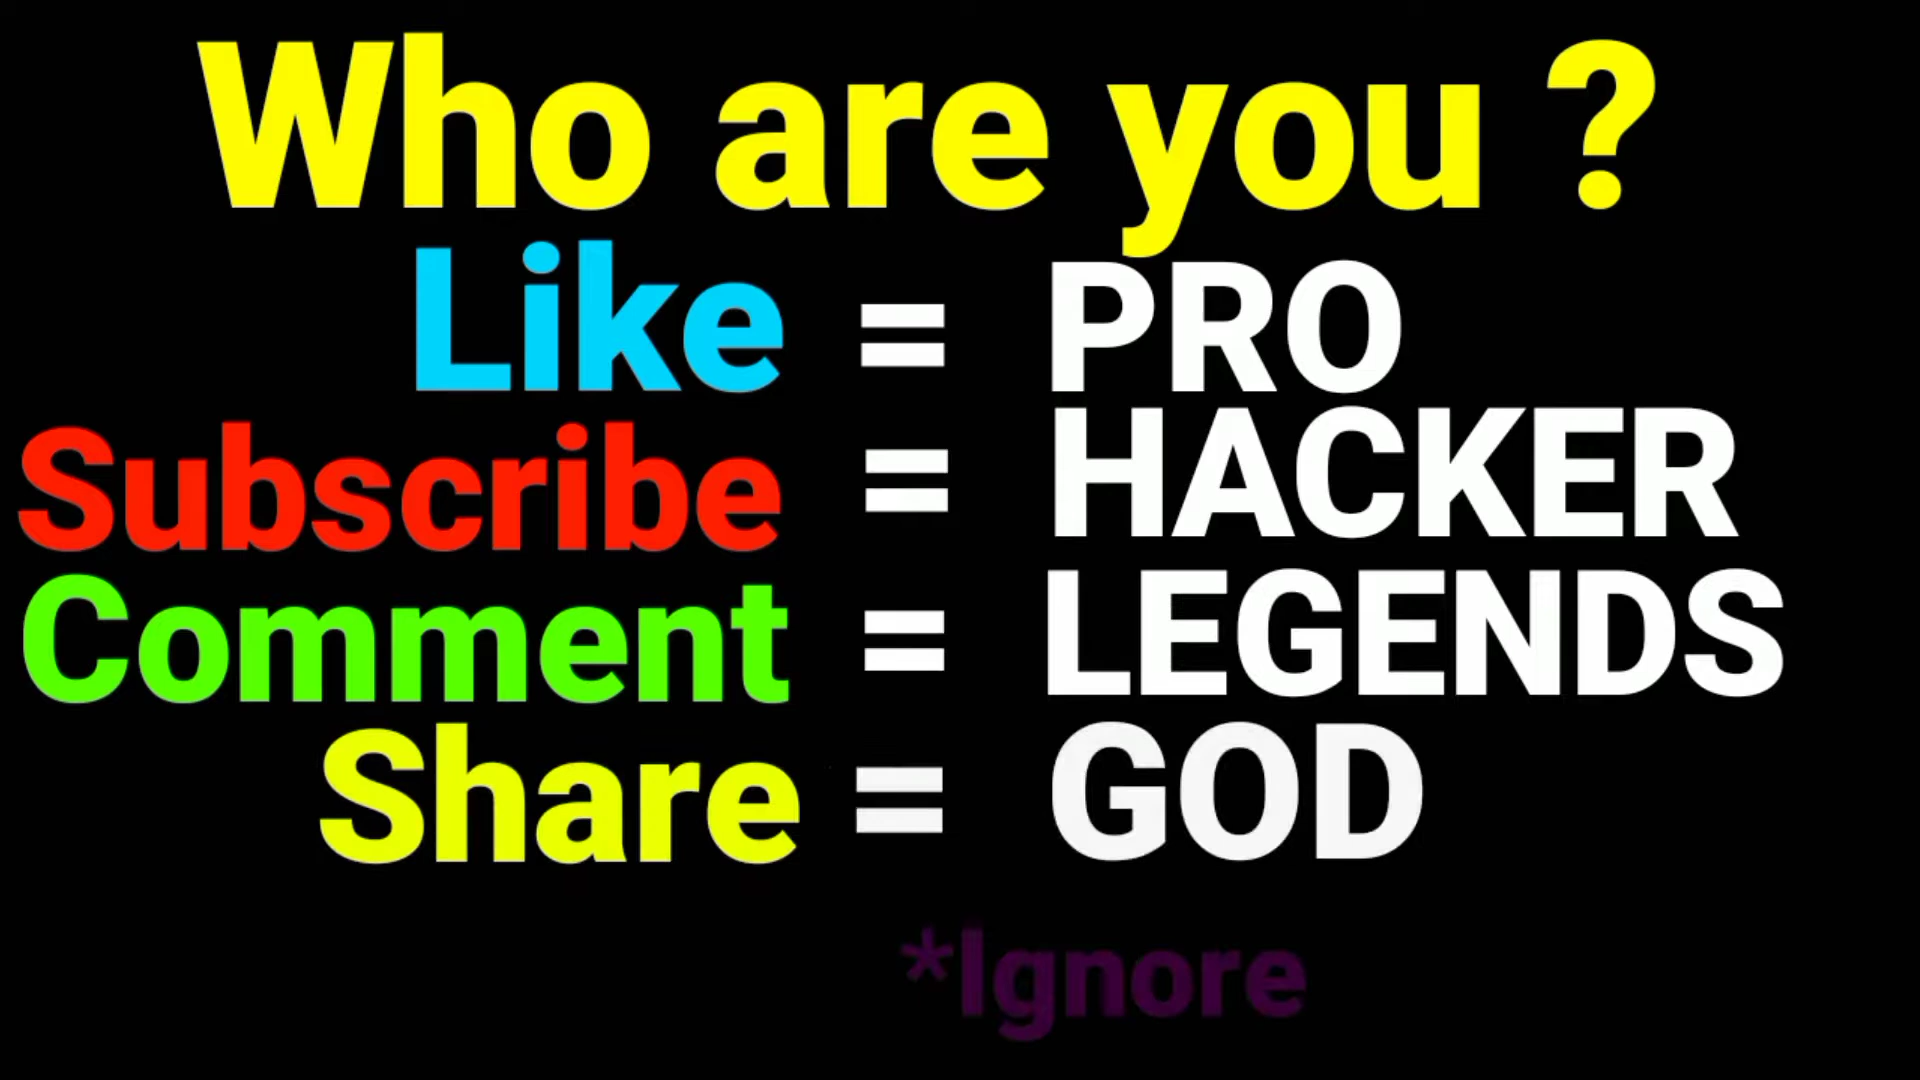 Who are you ?
Like = PRO
Subscribe = HACKER
Comment = LEGENDS
Share = GOD
*Ignore